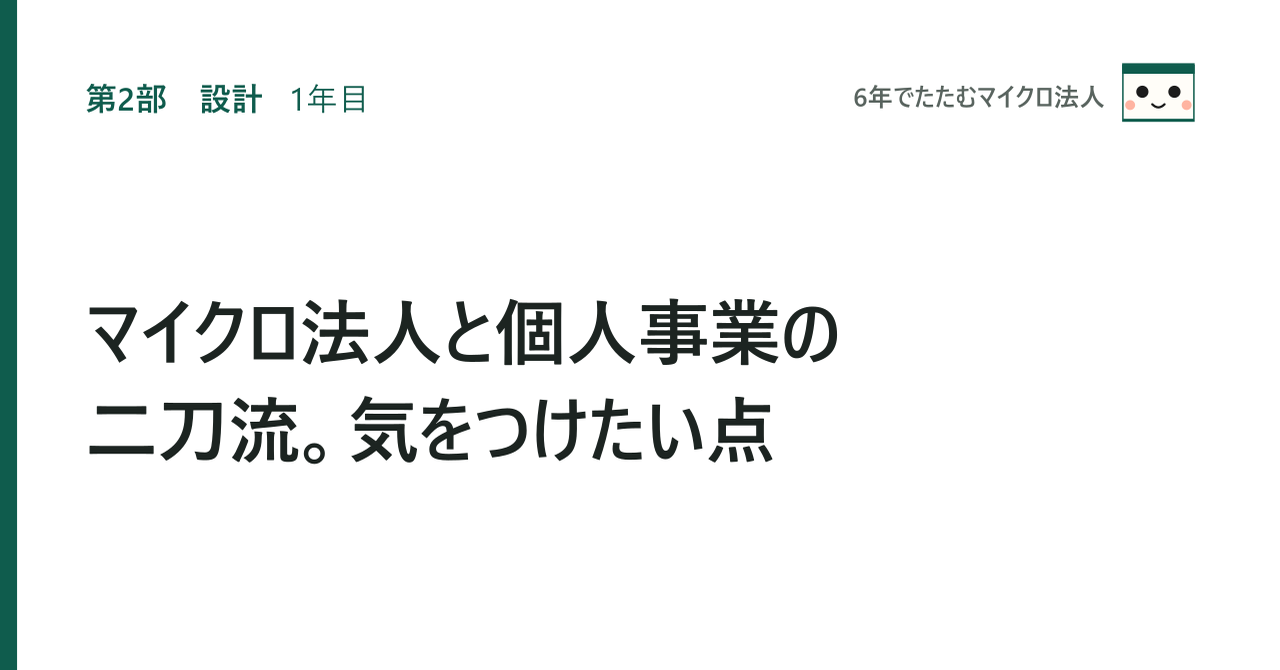 第2部　設計　1年目
6年でたたむマイクロ法人
マイクロ法人と個人事業の
二刀流。気をつけたい点